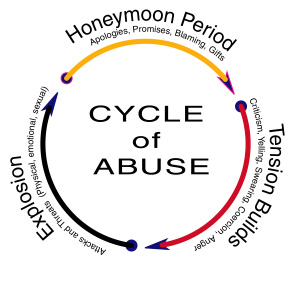 Honeymoon Period
Apologies, Promises, Blaming, Gifts
CYCLE
of
ABUSE
Tension Builds
Criticism, Yelling, Swearing, Coersion, Anger
Explosion
Attacks and Threats (Physical, emotional, sexual)